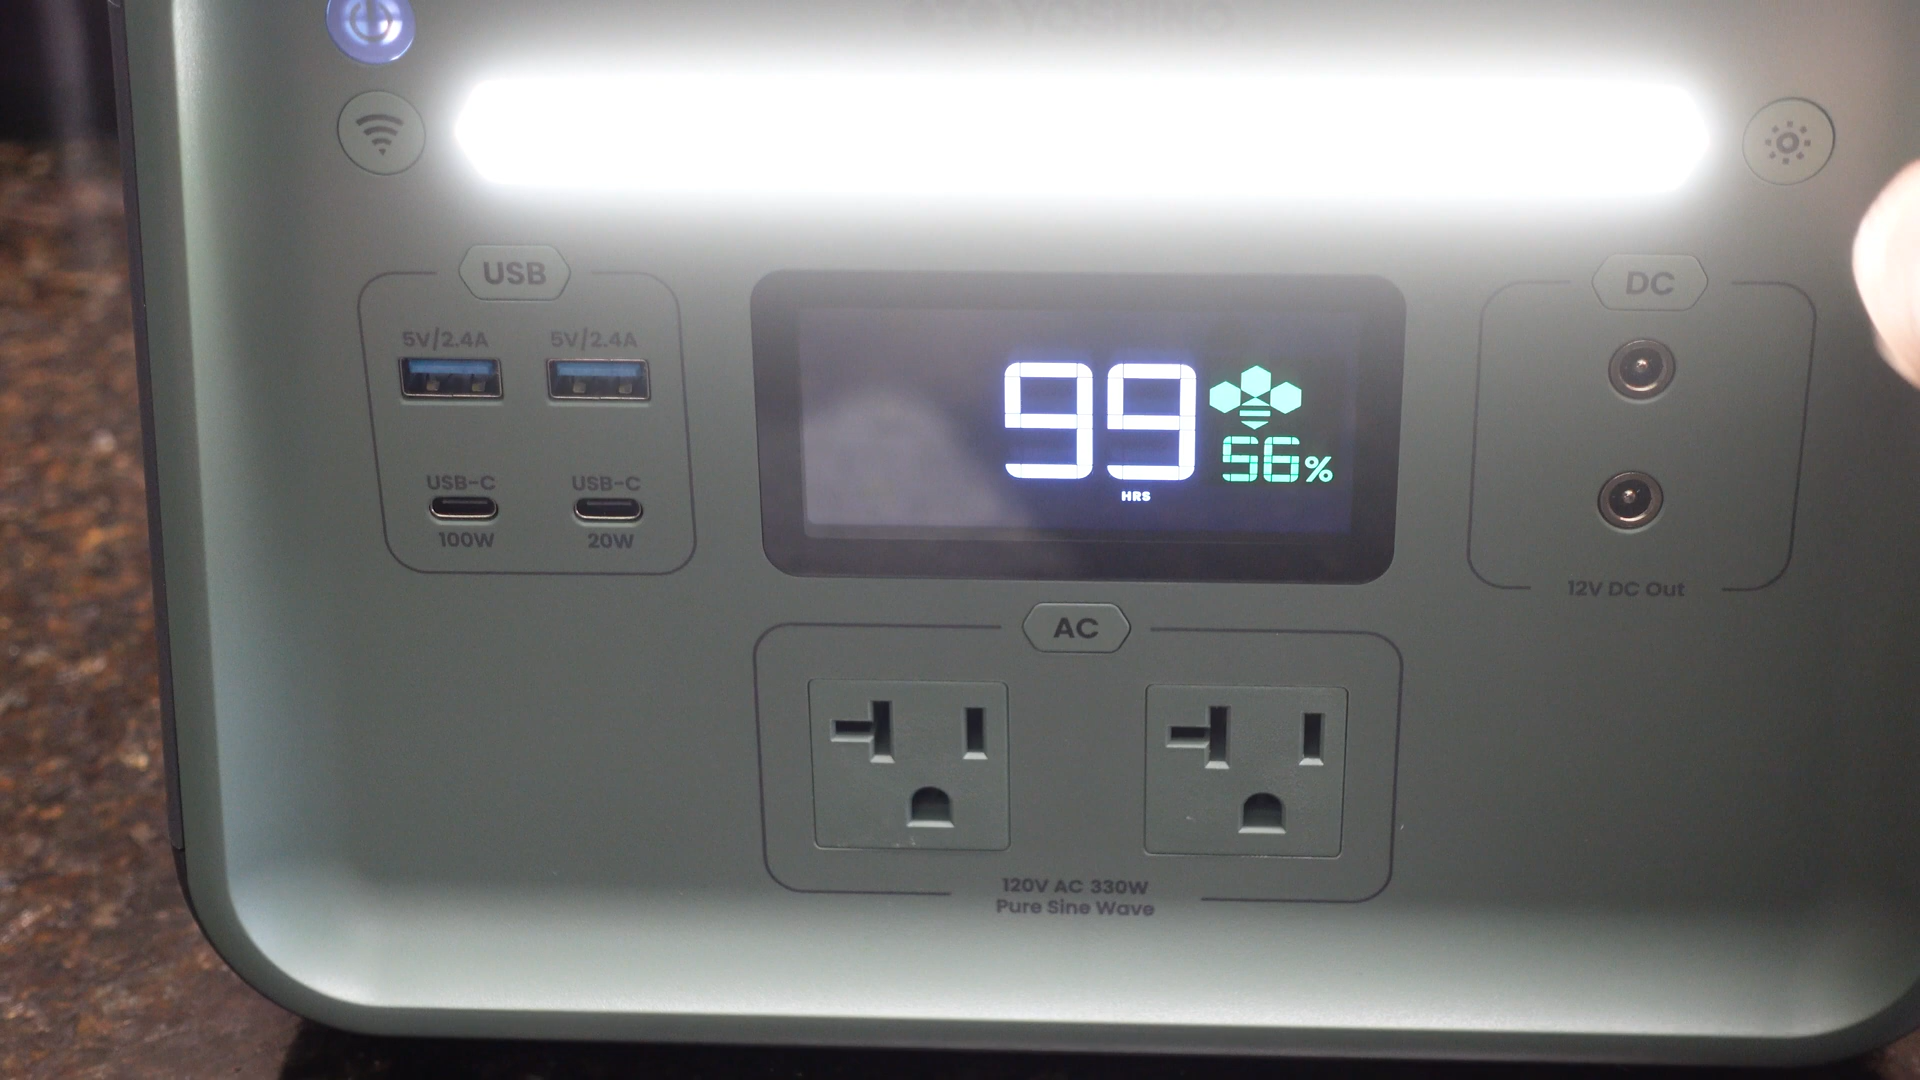 USB
DC
5V/2.4A 5V/2.4A
99
HRS
56%
USB-C USB-C
100W 20W
12V DC Out
AC
120V AC 330W
Pure Sine Wave